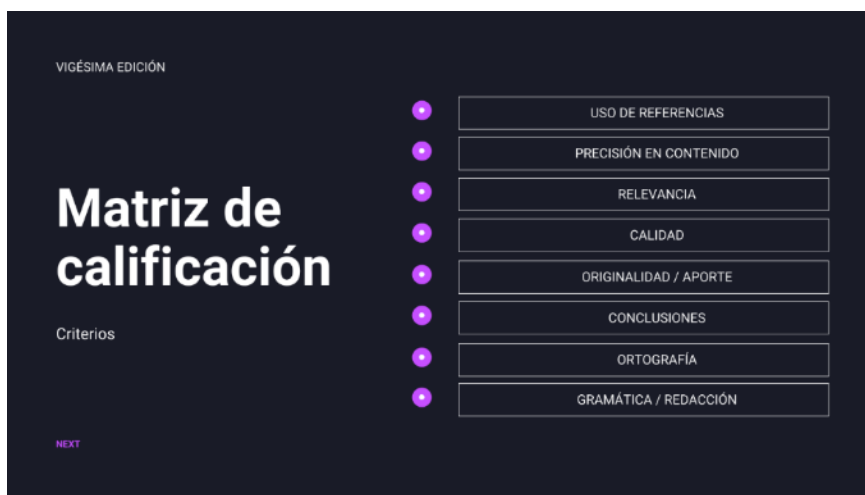 VIGÉSIMA EDICIÓN
Matriz de
calificación
Criterios
USO DE REFERENCIAS
PRECISIÓN EN CONTENIDO
RELEVANCIA
CALIDAD
ORIGINALIDAD / APORTE
CONCLUSIONES
ORTOGRAFÍA
GRAMÁTICA / REDACCIÓN
NEXT